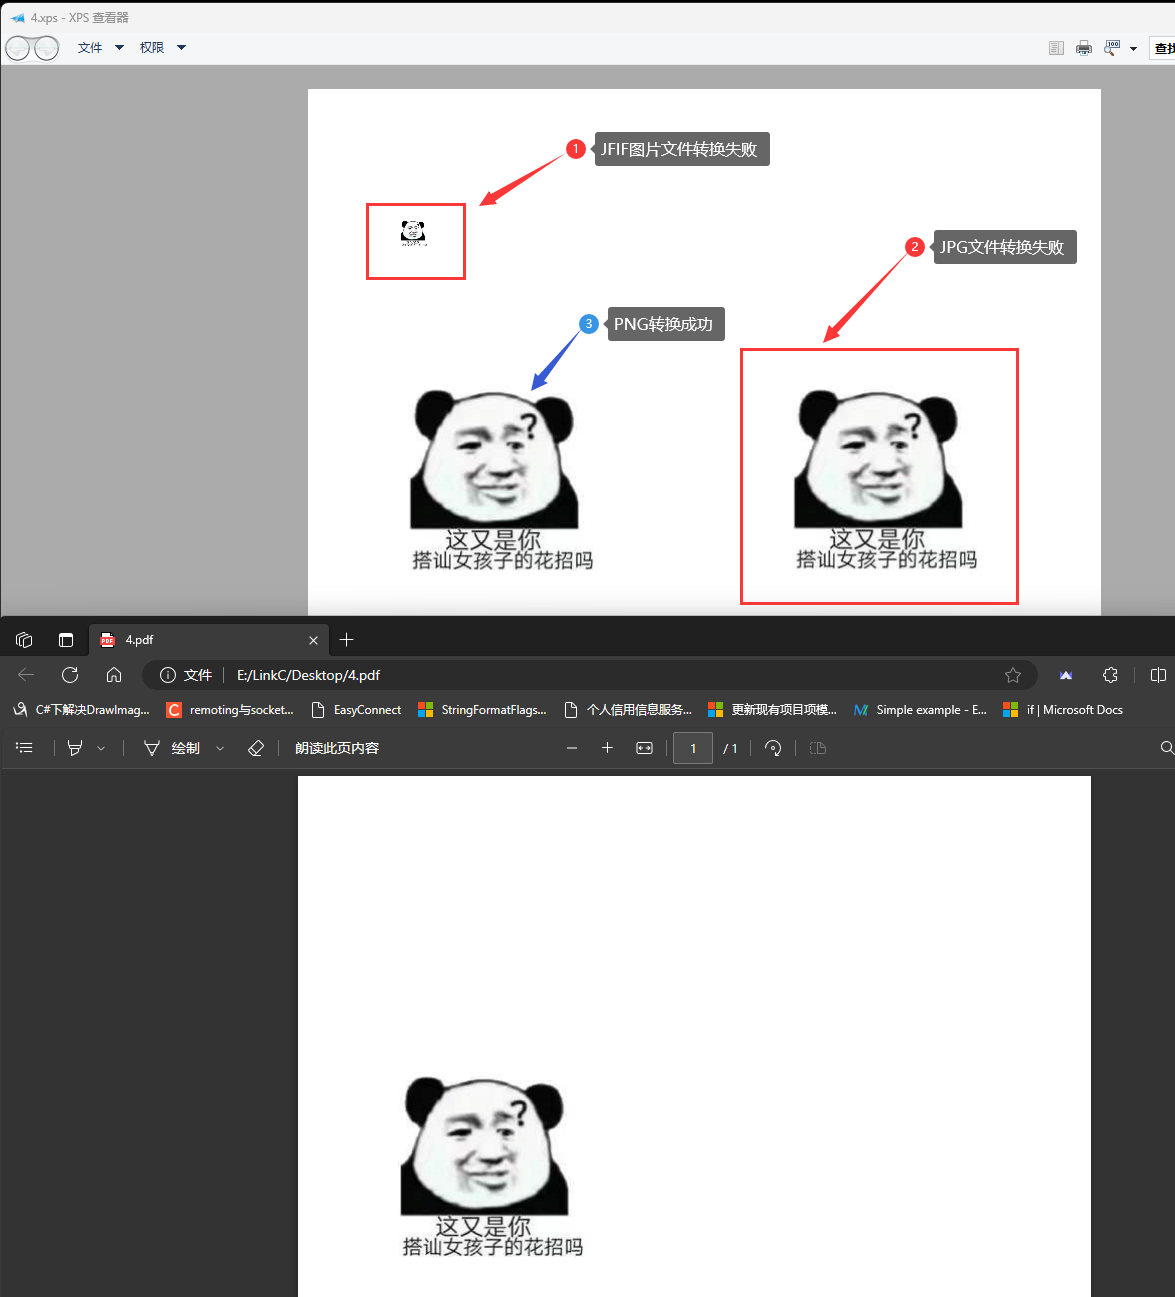 4.xps - XPS 查看器
文件 权限 查找
1 JFIF图片文件转换失败
2 JPG文件转换失败
3 PNG转换成功
?
这又是你
搭讪女孩子的花招吗
?
这又是你
搭讪女孩子的花招吗
4.pdf
文件 E:/LinkC/Desktop/4.pdf
C#下解决DrawImag... remoting与socket... EasyConnect StringFormatFlags... 个人信用信息服务... 更新现有项目项模... Simple example - E... if | Microsoft Docs
绘制 朗读此页内容 1 / 1
?
这又是你
搭讪女孩子的花招吗